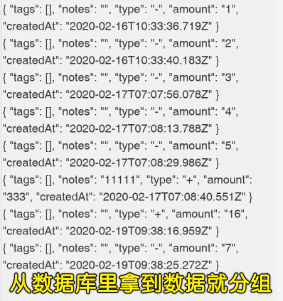 { "tags": [], "notes": "", "type": "-", "amount": "1",
"createdAt": "2020-02-16T10:33:36.719Z" }
{ "tags": [], "notes": "", "type": "-", "amount": "2",
"createdAt": "2020-02-16T10:33:40.183Z" }
{ "tags": [], "notes": "", "type": "-", "amount": "3",
"createdAt": "2020-02-17T07:07:56.078Z" }
{ "tags": [], "notes": "", "type": "-", "amount": "4",
"createdAt": "2020-02-17T07:08:13.788Z" }
{ "tags": [], "notes": "", "type": "-", "amount": "5",
"createdAt": "2020-02-17T07:08:29.986Z" }
{ "tags": [], "notes": "11111", "type": "+", "amount":
"333", "createdAt": "2020-02-17T07:08:40.551Z" }
{ "tags": [], "notes": "", "type": "+", "amount": "16",
"createdAt": "2020-02-19T09:38:16.959Z" }
{ "tags": [], "notes": "", "type": "-", "amount": "7",
"createdAt": "2020-02-19T09:38:25.272Z" }
从数据库里拿到数据就分组